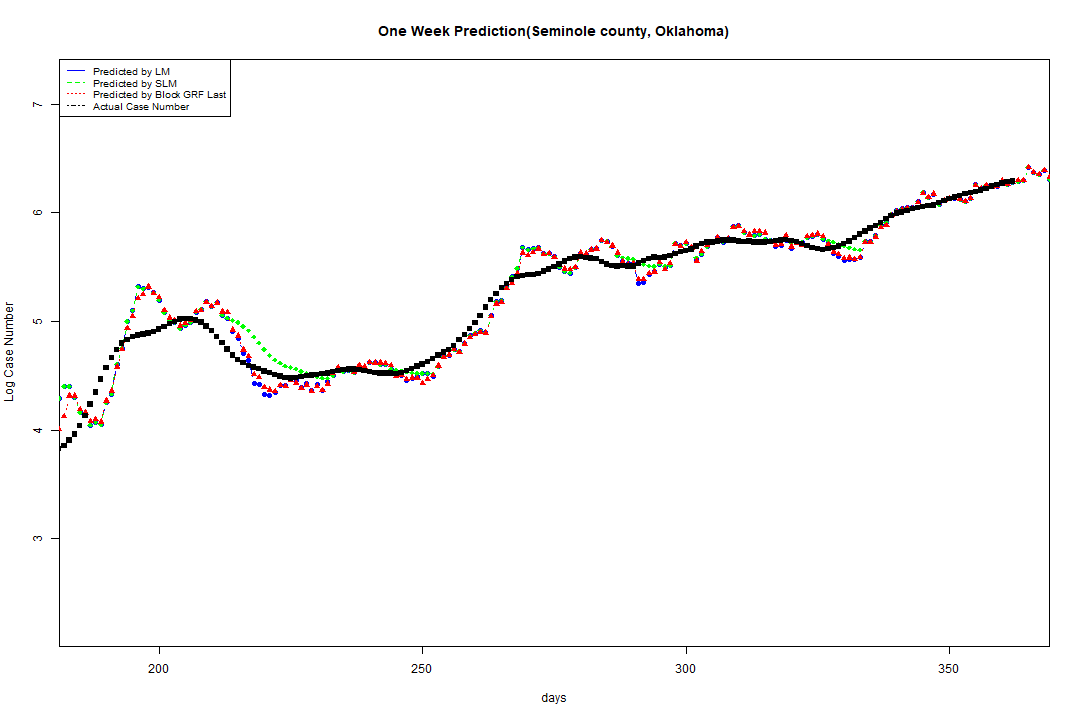 One Week Prediction(Seminole county, Oklahoma)
Predicted by LM
Predicted by SLM
Predicted by Block GRF Last
Actual Case Number
7
6
5
4
3
Log Case Number
200 250 300 350
days